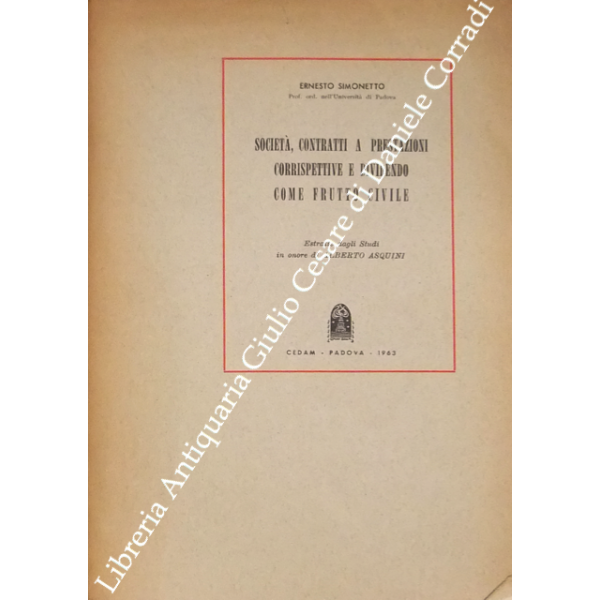 ERNESTO SIMONETTO
Prof. ord. nell'Università di Padova
SOCIETÀ, CONTRATTI A PRESTAZIONI
CORRISPETTIVE E DIVIDENDO
COME FRUTTO CIVILE
Estratto dagli Studi
in onore di ALBERTO ASQUINI
CEDAM - PADOVA - 1963
Libreria Antiquaria Giulio Cesare di Daniele Corradi